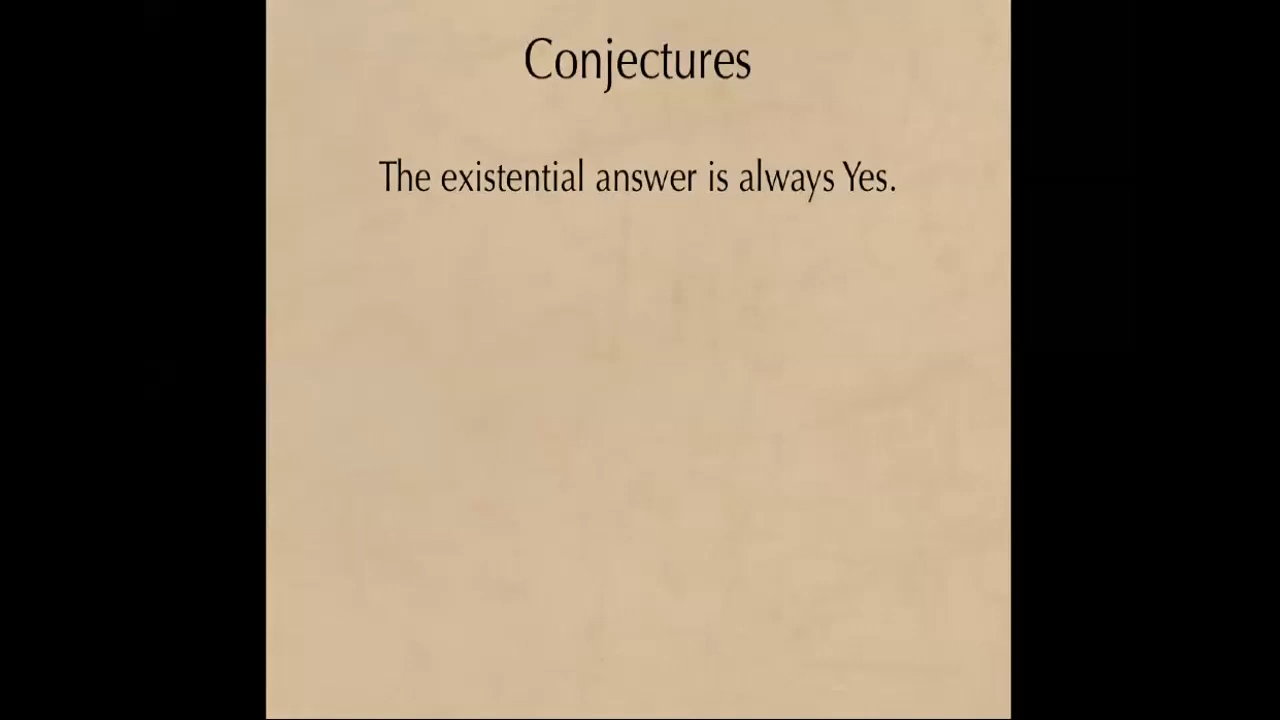 Conjectures
The existential answer is always Yes.